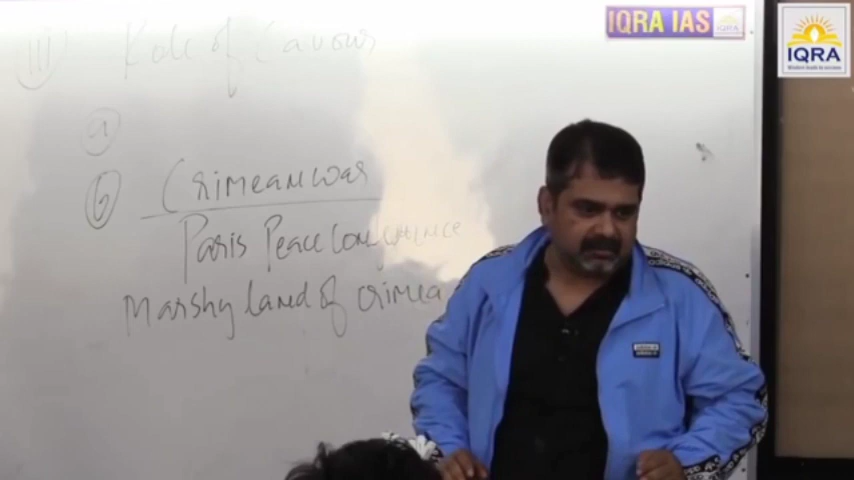 III Role of Cavour
a
b Crimean war
Paris Peace Conference
Marshy land of crimea
IQRA IAS
IQRA